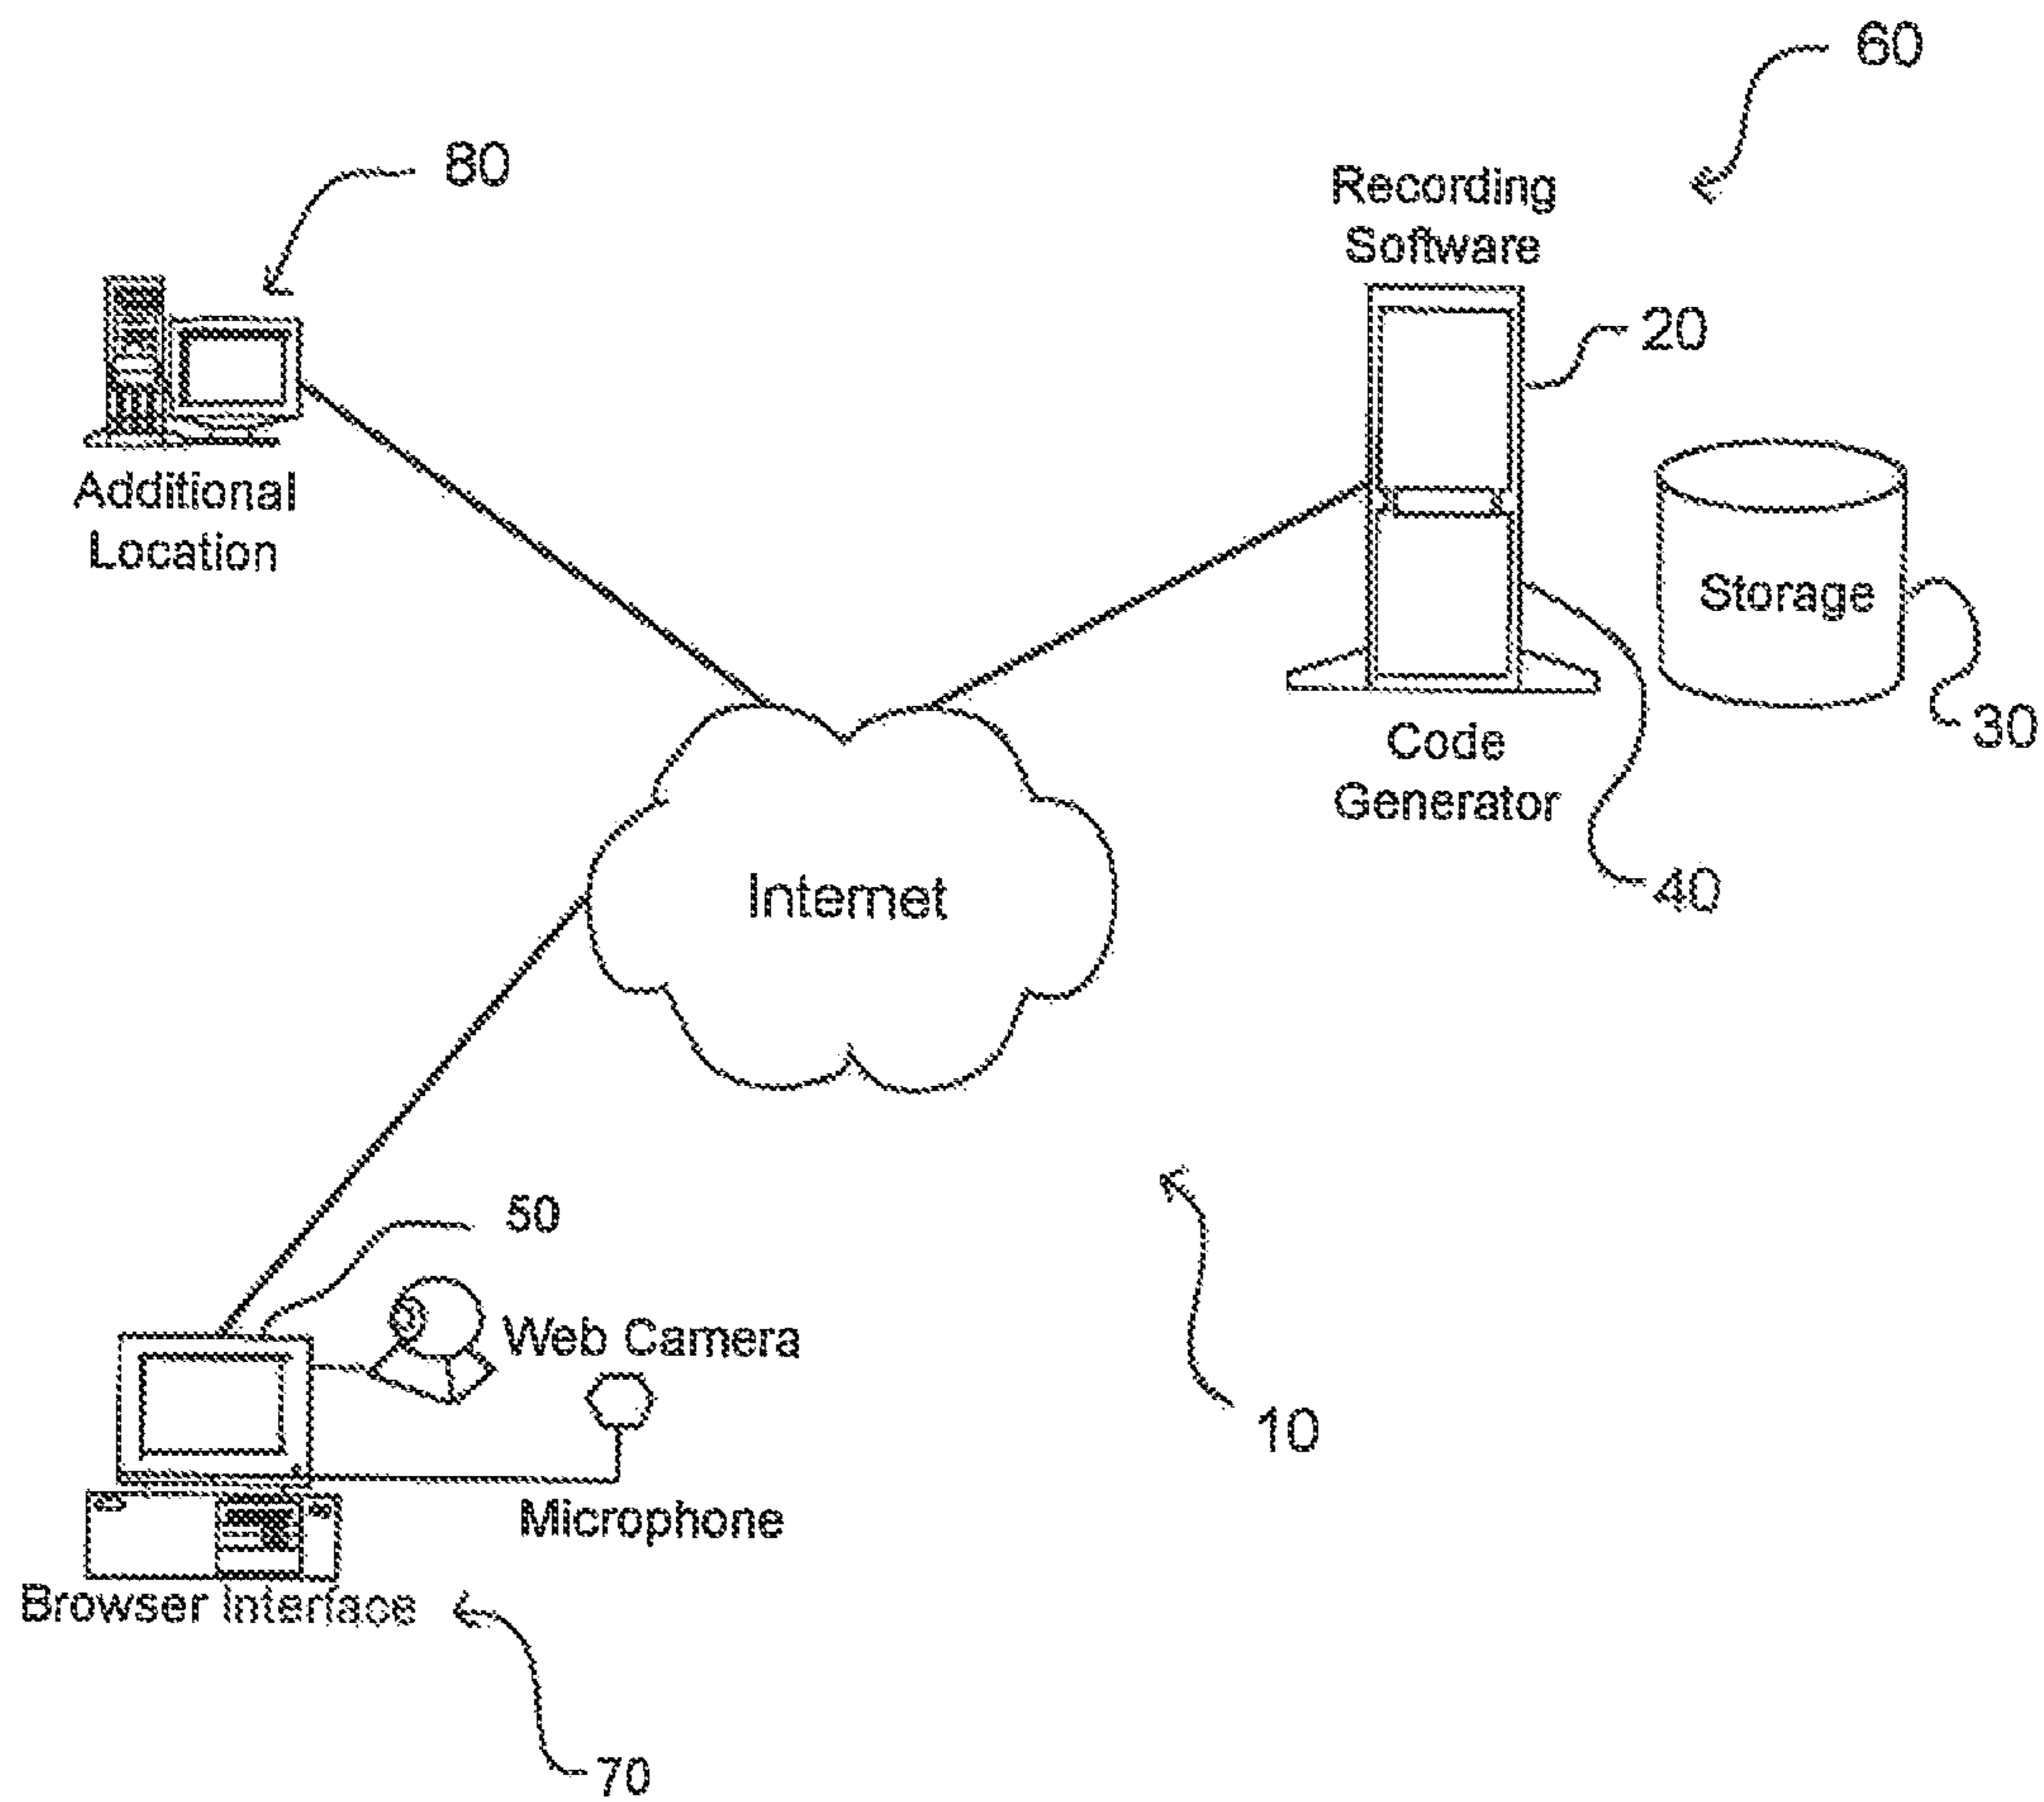 60
80
Recording
Software
20
Additional
Location
Storage
30
Code
Generator
40
Internet
50
Web Camera
10
Microphone
Browser Interface
70